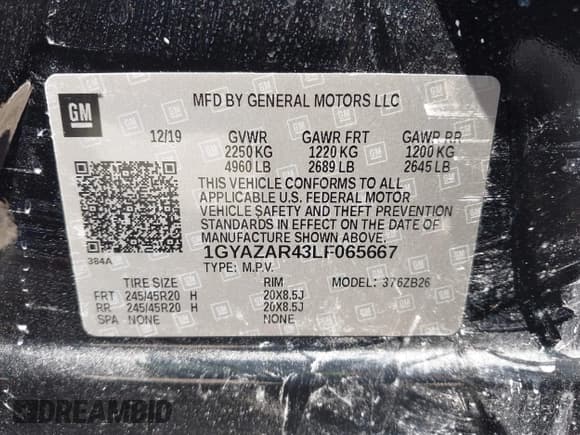 GM
MFD BY GENERAL MOTORS LLC
12/19 GVWR GAWR FRT GAWR RR
2250 KG 1220 KG 1200 KG
4960 LB 2689 LB 2645 LB
THIS VEHICLE CONFORMS TO ALL
APPLICABLE U.S. FEDERAL MOTOR
VEHICLE SAFETY AND THEFT PREVENTION
STANDARDS IN EFFECT ON THE DATE OF
MANUFACTURE SHOWN ABOVE.
384A
1GYAZAR43LF065667
TYPE: M.P.V.
TIRE SIZE RIM MODEL: 376ZB26
FRT 245/45R20 H 20X8.5J
RR 245/45R20 H 20X8.5J
SPA NONE NONE
DREAMBID